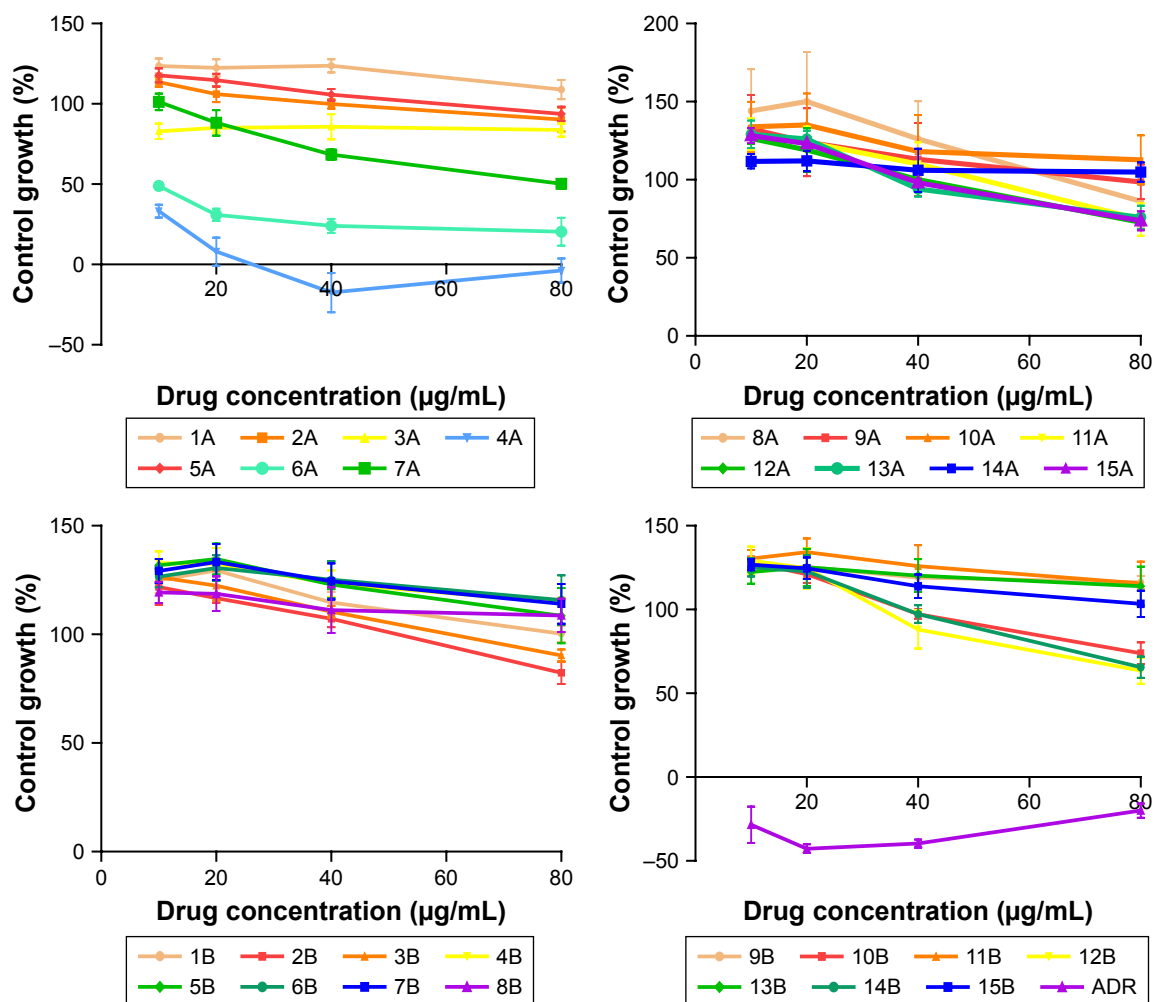 150
100
50
0
–50
20
40
60
80
Control growth (%)
Drug concentration (µg/mL)
1A 2A 3A 4A
5A 6A 7A
200
150
100
50
0
0
20
40
60
80
Control growth (%)
Drug concentration (µg/mL)
8A 9A 10A 11A
12A 13A 14A 15A
150
100
50
0
0
20
40
60
80
Control growth (%)
Drug concentration (µg/mL)
1B 2B 3B 4B
5B 6B 7B 8B
150
100
50
0
–50
20
40
60
80
Control growth (%)
Drug concentration (µg/mL)
9B 10B 11B 12B
13B 14B 15B ADR